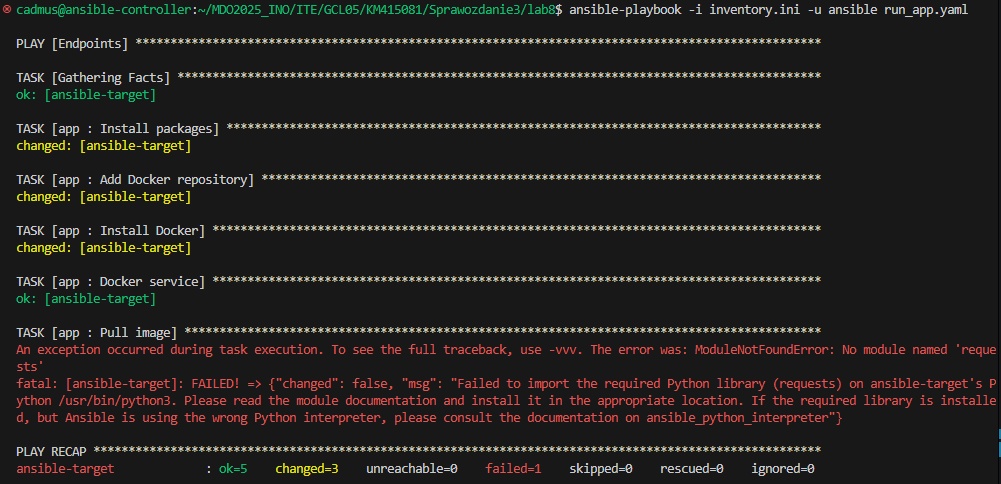 cadmus@ansible-controller:~/MDO2025_INO/ITE/GCL05/KM415081/Sprawozdanie3/lab8$ ansible-playbook -i inventory.ini -u ansible run_app.yaml
PLAY [Endpoints] *********************************************************************************************
TASK [Gathering Facts] ***************************************************************************************
ok: [ansible-target]
TASK [app : Install packages] ********************************************************************************
changed: [ansible-target]
TASK [app : Add Docker repository] ***************************************************************************
changed: [ansible-target]
TASK [app : Install Docker] **********************************************************************************
changed: [ansible-target]
TASK [app : Docker service] **********************************************************************************
ok: [ansible-target]
TASK [app : Pull image] **************************************************************************************
An exception occurred during task execution. To see the full traceback, use -vvv. The error was: ModuleNotFoundError: No module named 'reque
sts'
fatal: [ansible-target]: FAILED! => {"changed": false, "msg": "Failed to import the required Python library (requests) on ansible-target's P
ython /usr/bin/python3. Please read the module documentation and install it in the appropriate location. If the required library is installe
d, but Ansible is using the wrong Python interpreter, please consult the documentation on ansible_python_interpreter"}
PLAY RECAP ***************************************************************************************************
ansible-target             : ok=5    changed=3    unreachable=0    failed=1    skipped=0    rescued=0    ignored=0